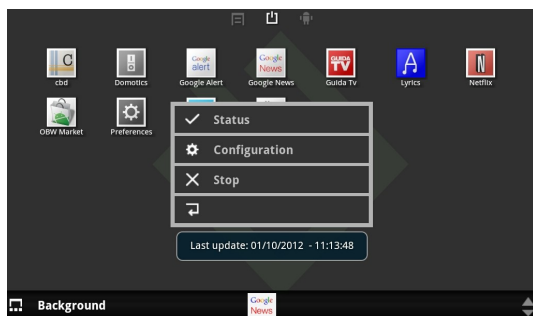 C
Google
alert
Google
News
GUIDA
TV
A
N
cbd
Domotics
Google Alert
Google News
Guida Tv
Lyrics
Netflix
OBW Market
Preferences
Status
Configuration
Stop
Last update: 01/10/2012 - 11:13:48
Background
Google
News